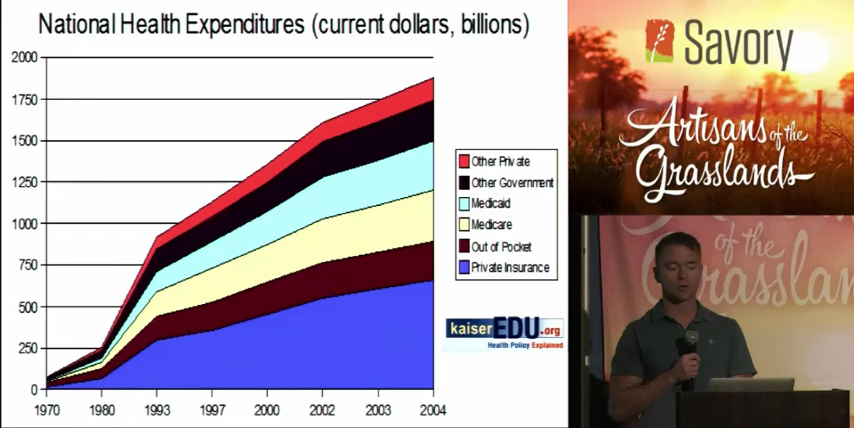 National Health Expenditures (current dollars, billions)
2000
1750
1500
1250
1000
750
500
250
0
1970
1980
1993
1997
2000
2002
2003
2004
Other Private
Other Government
Medicaid
Medicare
Out of Pocket
Private Insurance
kaiserEDU.org
Health Policy Explained
Savory
Artisans of the
Grasslands
of the
Grasslan